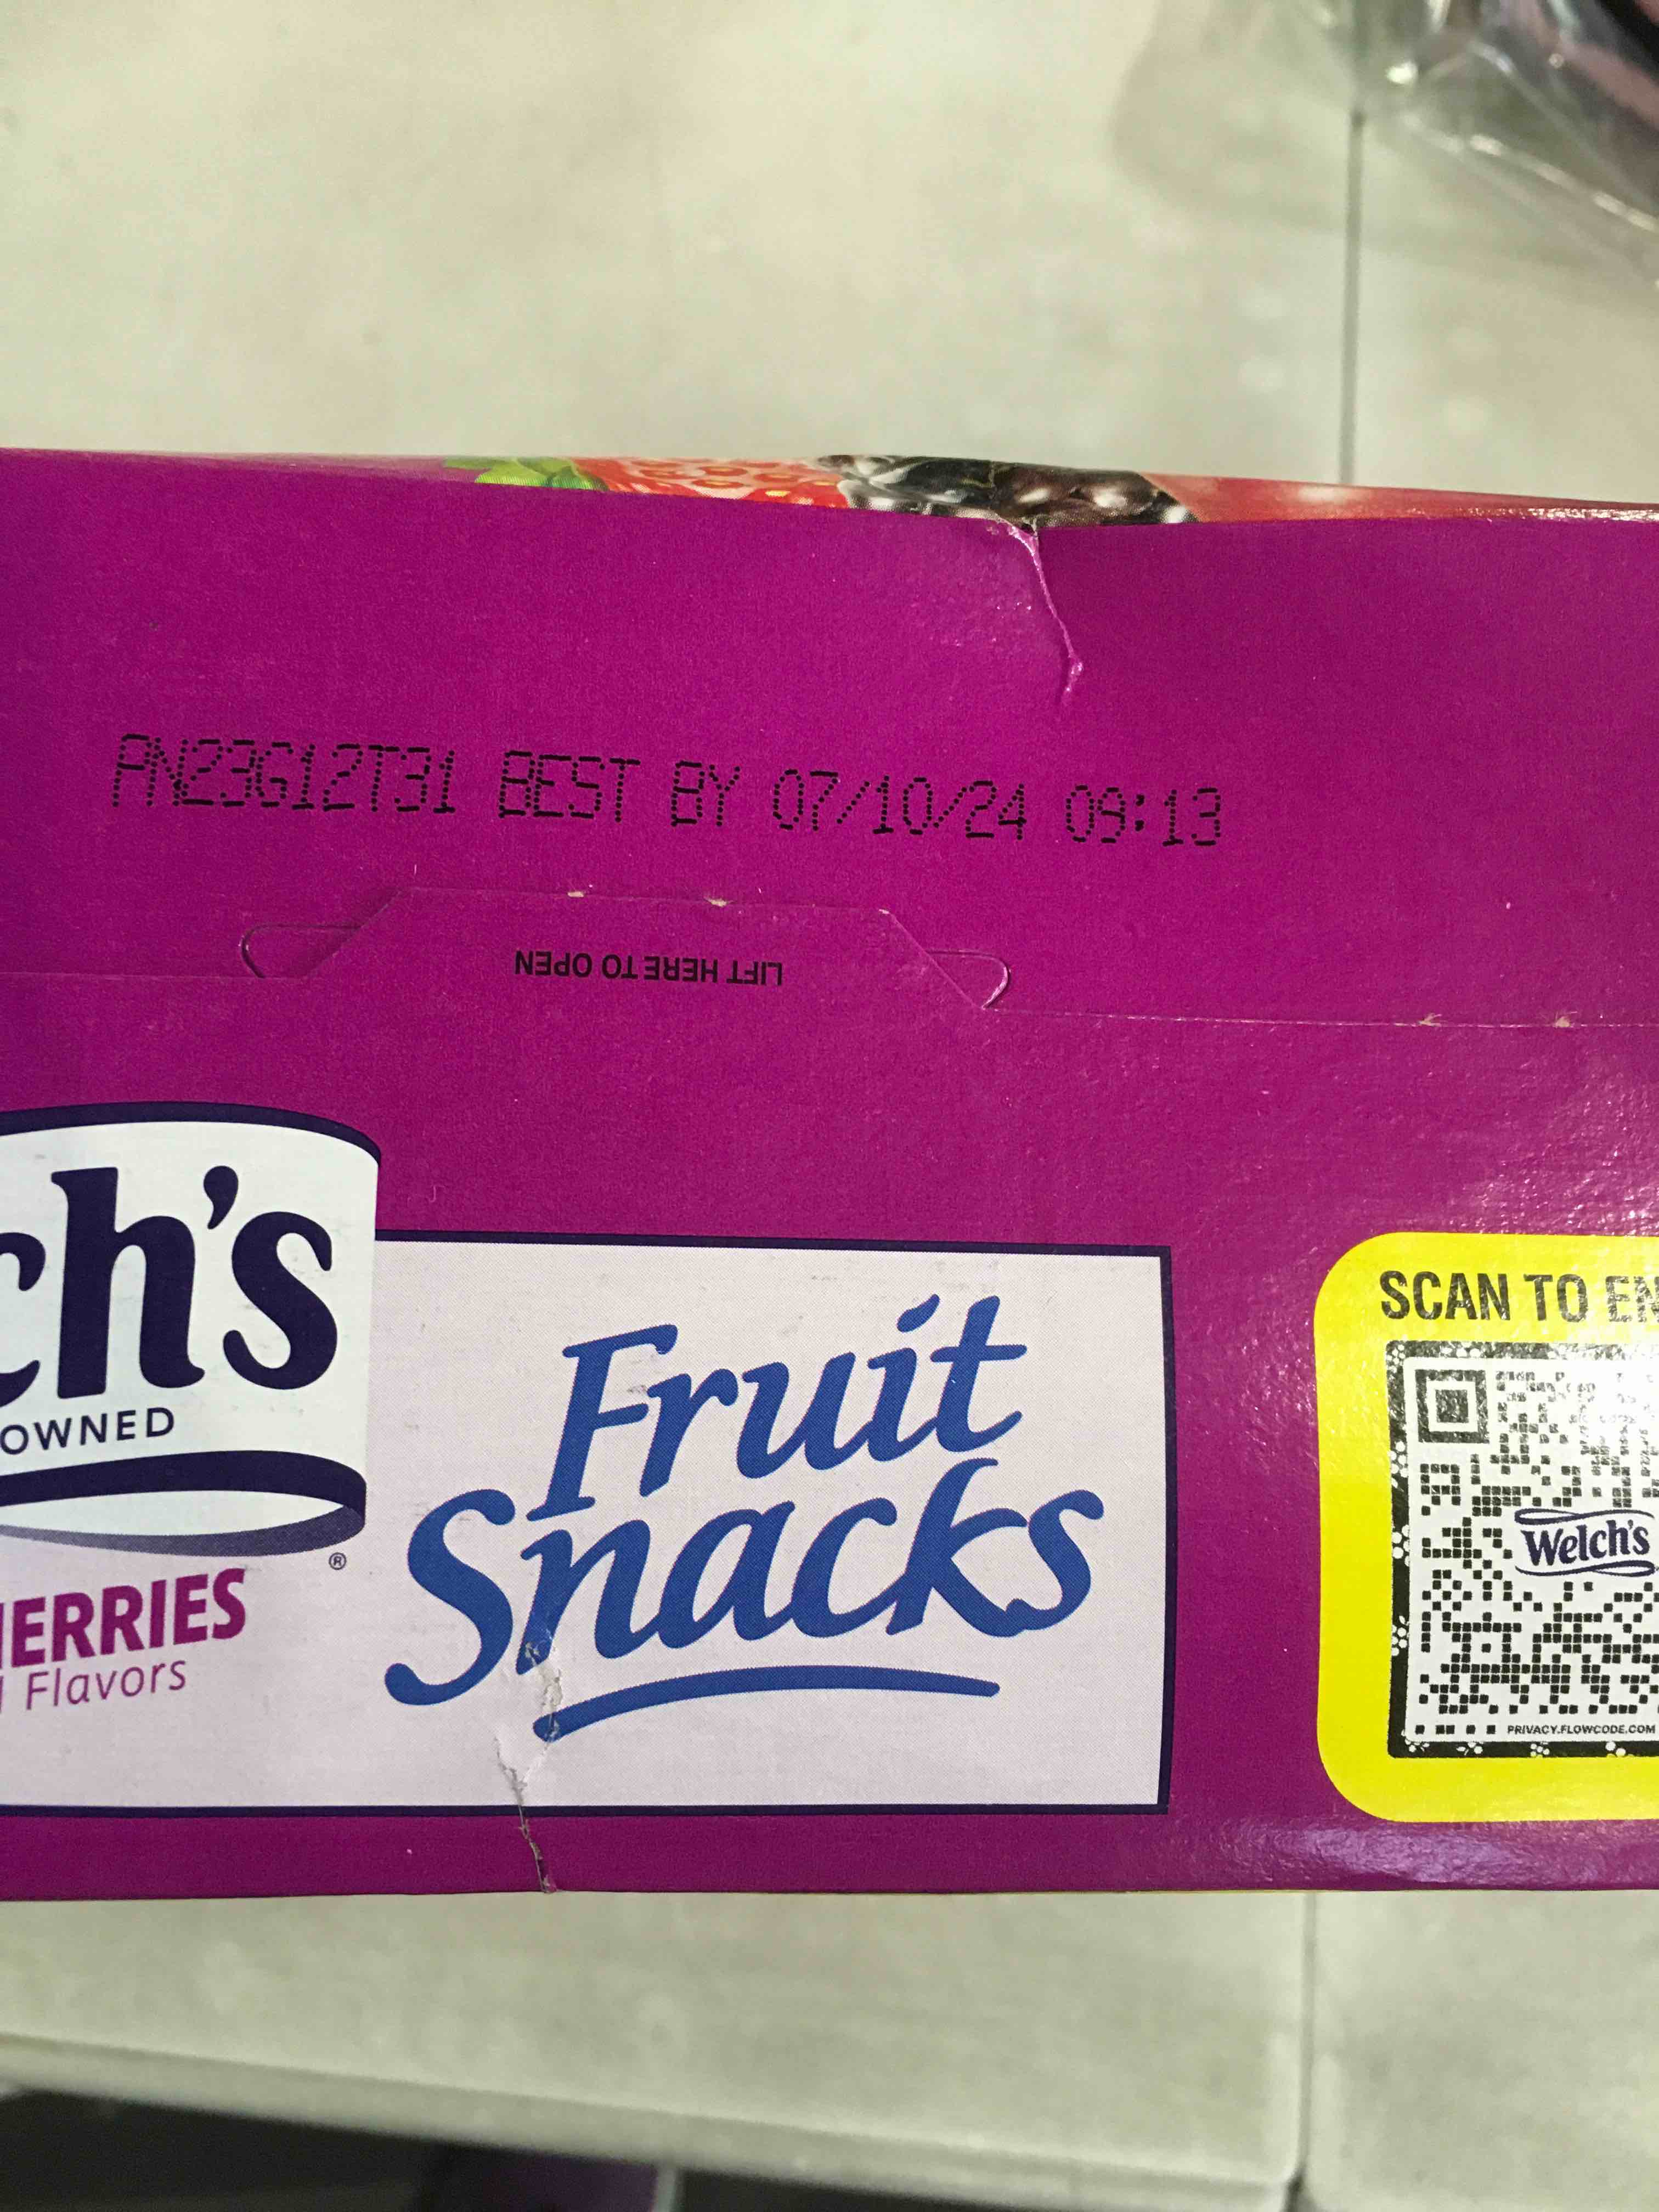 PN23G12T31 BEST BY 07/10/24 09:13
LIFT HERE TO OPEN
ch's
OWNED
®
ERRIES
Flavors
Fruit
Snacks
SCAN TO EN
Welch's
PRIVACY.FLOWCODE.COM